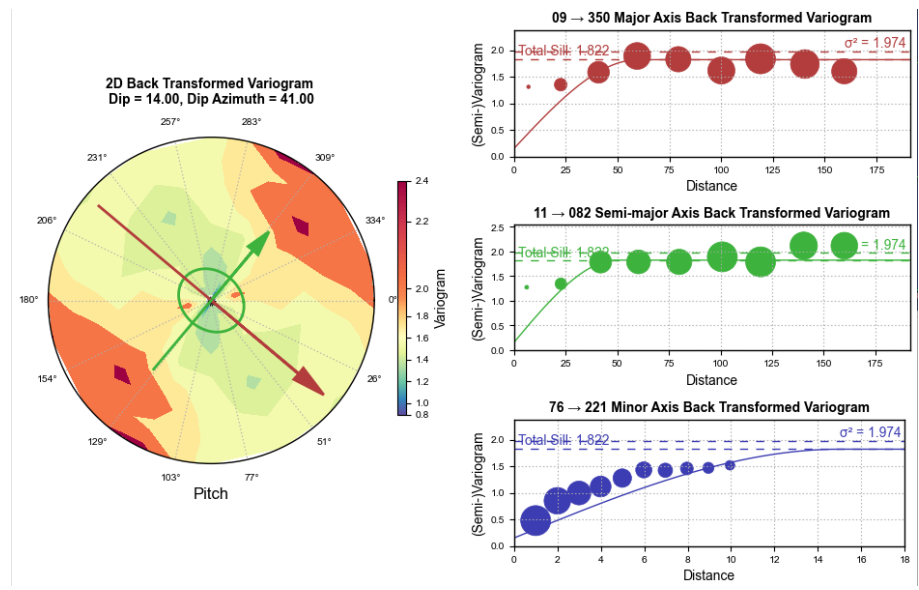 2D Back Transformed Variogram
Dip = 14.00, Dip Azimuth = 41.00
257°
283°
231°
309°
206°
334°
180°
0°
154°
26°
129°
51°
103°
77°
Pitch
2.4
2.2
2.0
1.8
1.6
1.4
1.2
1.0
0.8
Variogram
09 → 350 Major Axis Back Transformed Variogram
Total Sill: 1.822
σ² = 1.974
2.0
1.5
1.0
0.5
0.0
(Semi-)Variogram
0 25 50 75 100 125 150 175
Distance
11 → 082 Semi-major Axis Back Transformed Variogram
Total Sill: 1.822
= 1.974
2.5
2.0
1.5
1.0
0.5
0.0
(Semi-)Variogram
0 25 50 75 100 125 150 175
Distance
76 → 221 Minor Axis Back Transformed Variogram
Total Sill: 1.822
σ² = 1.974
2.0
1.5
1.0
0.5
0.0
(Semi-)Variogram
0 2 4 6 8 10 12 14 16 18
Distance